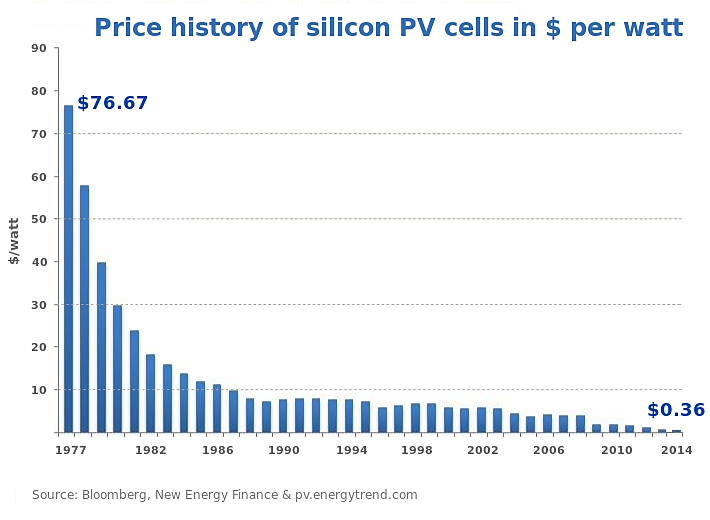 Price history of silicon PV cells in $ per watt
90
80
$76.67
70
60
50
$/watt
40
30
20
10
$0.36
1977 1982 1986 1990 1994 1998 2002 2006 2010 2014
Source: Bloomberg, New Energy Finance & pv.energytrend.com